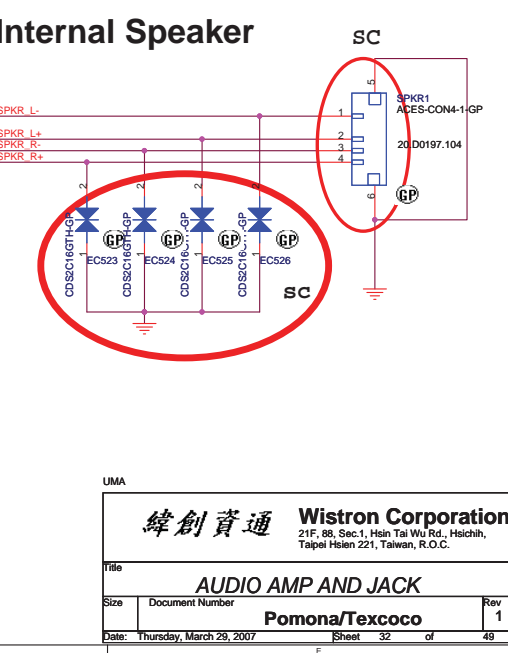 Internal Speaker
SC
SPKR_L-
SPKR_L+
SPKR_R-
SPKR_R+
5
1
2
3
4
6
SPKR1
ACES-CON4-1-GP
20.D0197.104
GP
2
2
2
2
CDS2C16GTH-GP
CDS2C16GTH-GP
GP
GP
GP
GP
1
1
1
1
EC523
EC524
EC525
EC526
SC
UMA
緯創資通
Wistron Corporation
21F, 88, Sec.1, Hsin Tai Wu Rd., Hsichih,
Taipei Hsien 221, Taiwan, R.O.C.
Title
AUDIO AMP AND JACK
Size
Document Number
Rev
Pomona/Texcoco
1
Date:
Thursday, March 29, 2007
Sheet
32
of
49